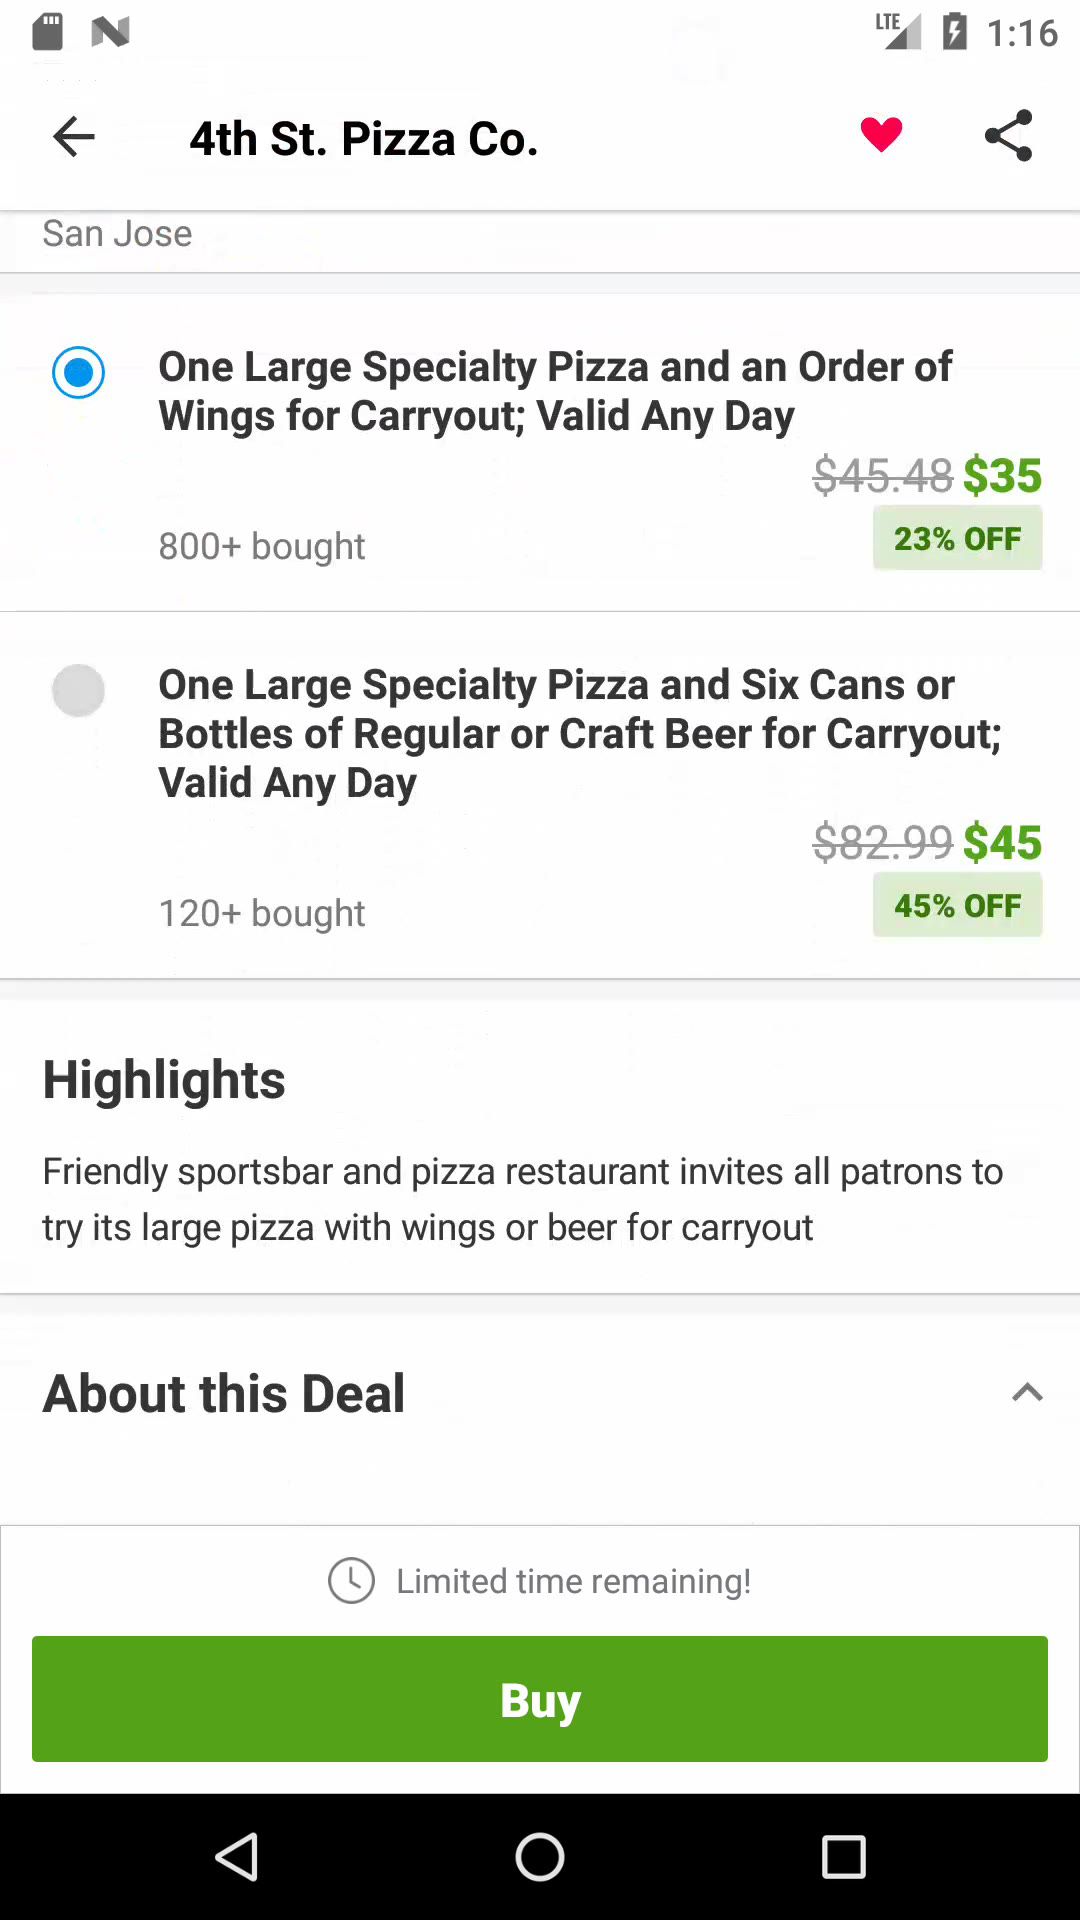 LTE 1:16
4th St. Pizza Co.
San Jose
One Large Specialty Pizza and an Order of
Wings for Carryout; Valid Any Day
$45.48 $35
800+ bought
23% OFF
One Large Specialty Pizza and Six Cans or
Bottles of Regular or Craft Beer for Carryout;
Valid Any Day
$82.99 $45
120+ bought
45% OFF
Highlights
Friendly sportsbar and pizza restaurant invites all patrons to
try its large pizza with wings or beer for carryout
About this Deal
Limited time remaining!
Buy